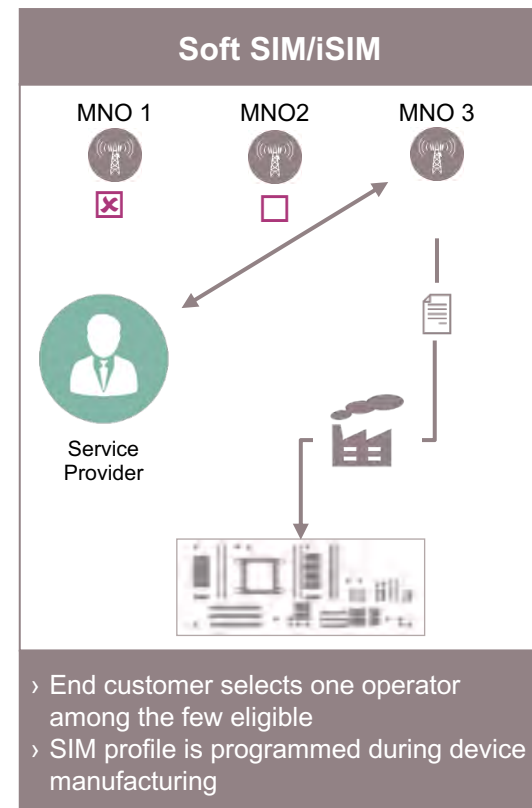 Soft SIM/iSIM
MNO 1 MNO2 MNO 3
Service
Provider
› End customer selects one operator
among the few eligible
› SIM profile is programmed during device
manufacturing